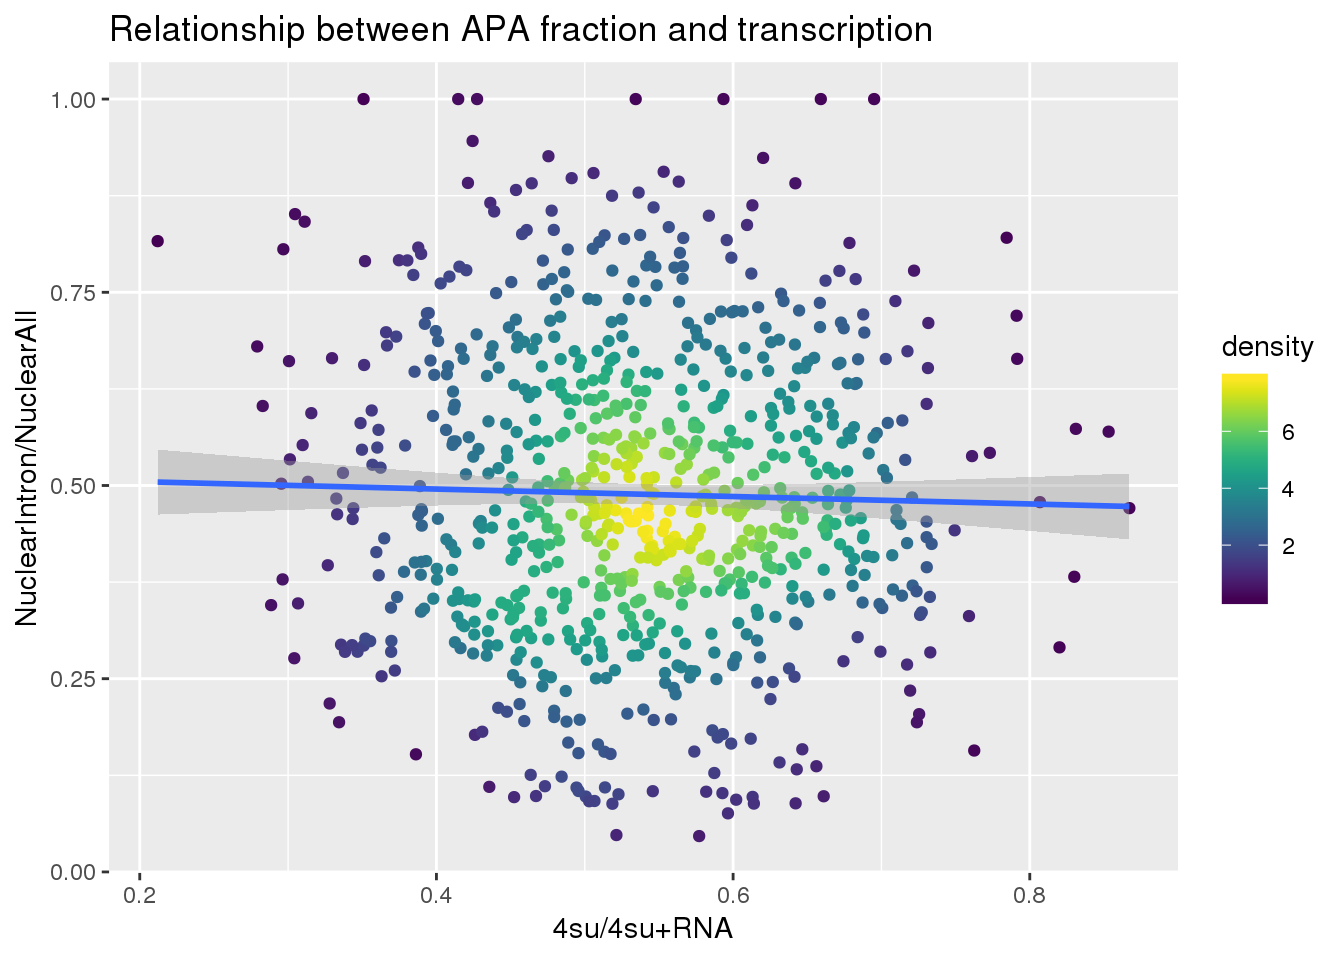 Relationship between APA fraction and transcription
NuclearIntron/NuclearAll
1.00
0.75
0.50
0.25
0.00
0.2 0.4 0.6 0.8
4su/4su+RNA
density
6
4
2